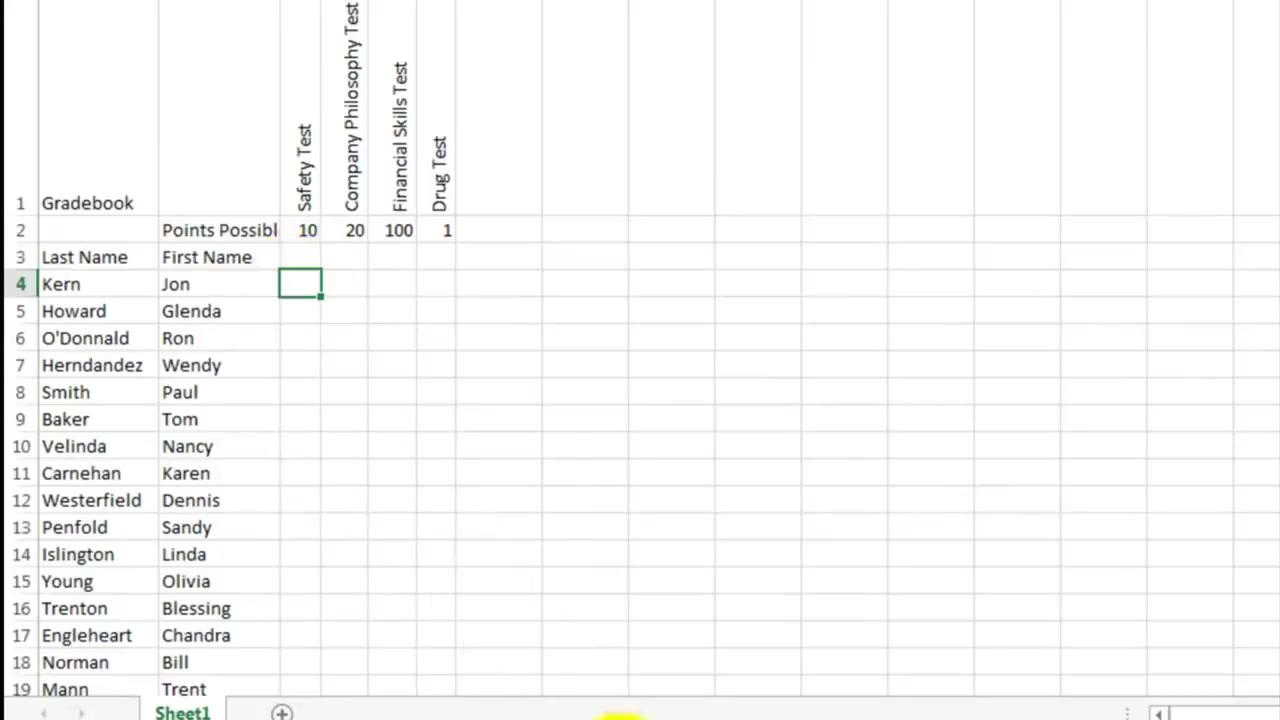 Safety Test
Company Philosophy Test
Financial Skills Test
Drug Test
1 Gradebook
2 Points Possibl 10 20 100 1
3 Last Name First Name
4 Kern Jon
5 Howard Glenda
6 O'Donnald Ron
7 Herndandez Wendy
8 Smith Paul
9 Baker Tom
10 Velinda Nancy
11 Carnehan Karen
12 Westerfield Dennis
13 Penfold Sandy
14 Islington Linda
15 Young Olivia
16 Trenton Blessing
17 Engleheart Chandra
18 Norman Bill
19 Mann Trent
Sheet1